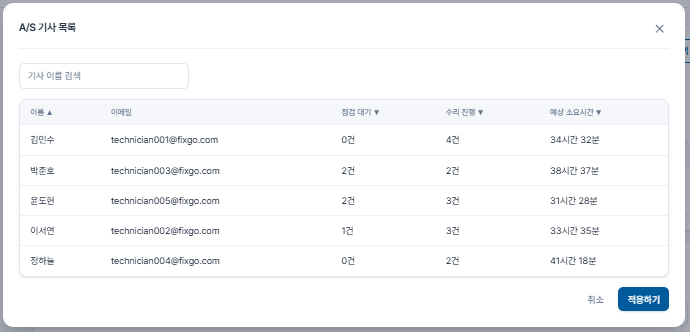 A/S 기사 목록
기사 이름 검색
이름 ▲ 이메일 점검 대기 ▼ 수리 진행 ▼ 예상 소요시간 ▼
김민수 technician001@fixgo.com 0건 4건 34시간 32분
박준호 technician003@fixgo.com 2건 2건 38시간 37분
윤도현 technician005@fixgo.com 2건 3건 31시간 28분
이서연 technician002@fixgo.com 1건 3건 33시간 35분
정하늘 technician004@fixgo.com 0건 2건 41시간 18분
취소 적용하기